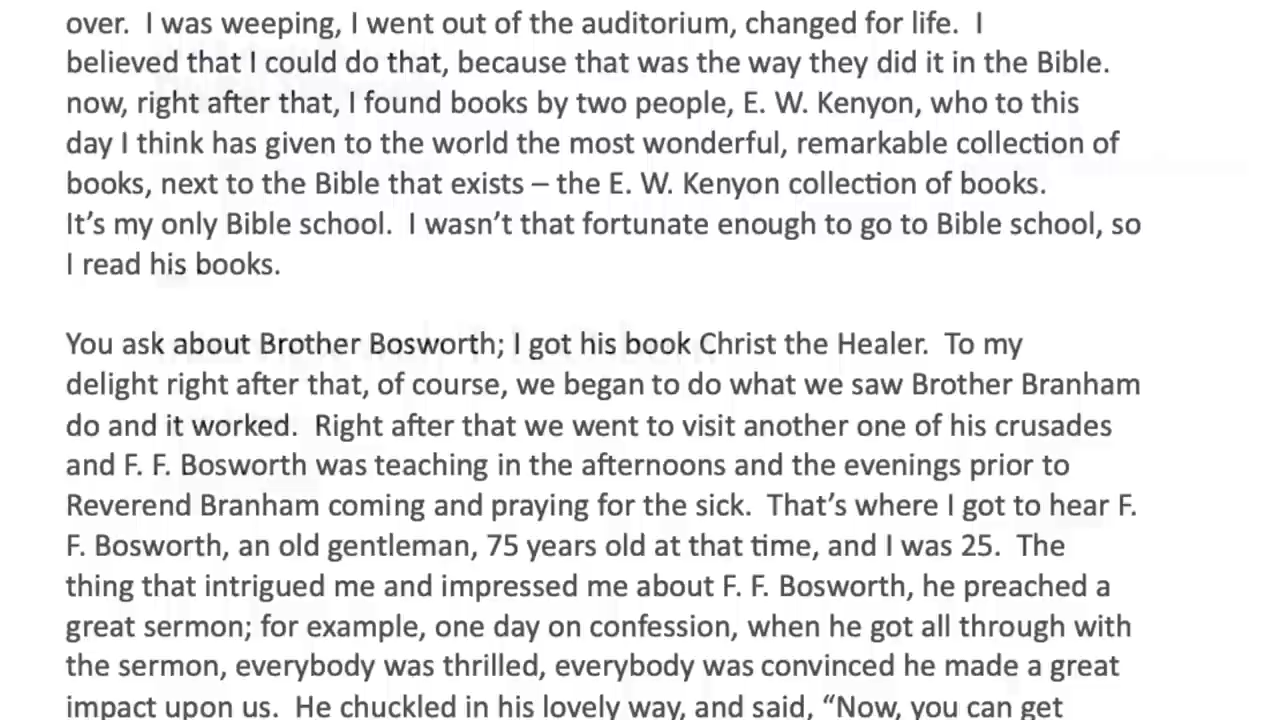 over.  I was weeping, I went out of the auditorium, changed for life.  I
believed that I could do that, because that was the way they did it in the Bible.
now, right after that, I found books by two people, E. W. Kenyon, who to this
day I think has given to the world the most wonderful, remarkable collection of
books, next to the Bible that exists – the E. W. Kenyon collection of books.
It’s my only Bible school.  I wasn’t that fortunate enough to go to Bible school, so
I read his books.

You ask about Brother Bosworth; I got his book Christ the Healer.  To my
delight right after that, of course, we began to do what we saw Brother Branham
do and it worked.  Right after that we went to visit another one of his crusades
and F. F. Bosworth was teaching in the afternoons and the evenings prior to
Reverend Branham coming and praying for the sick.  That’s where I got to hear F.
F. Bosworth, an old gentleman, 75 years old at that time, and I was 25.  The
thing that intrigued me and impressed me about F. F. Bosworth, he preached a
great sermon; for example, one day on confession, when he got all through with
the sermon, everybody was thrilled, everybody was convinced he made a great
impact upon us.  He chuckled in his lovely way, and said, “Now, you can get